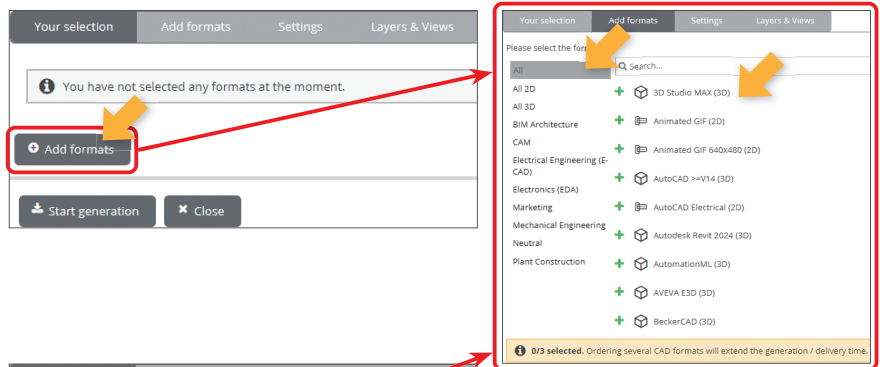 Your selection Add formats Settings Layers & Views
You have not selected any formats at the moment.
Add formats
Start generation Close
Your selection Add formats Settings Layers & Views
Please select the
All
Search...
All 2D
All 3D
BIM Architecture
CAM
Electrical Engineering (E-
CAD)
Electronics (EDA)
Marketing
Mechanical Engineering
Neutral
Plant Construction
3D Studio MAX (3D)
Animated GIF (2D)
Animated GIF 640x480 (2D)
AutoCAD >=V14 (3D)
AutoCAD Electrical (2D)
Autodesk Revit 2024 (3D)
AutomationML (3D)
AVEVA E3D (3D)
BeckerCAD (3D)
0/3 selected. Ordering several CAD formats will extend the generation / delivery time.